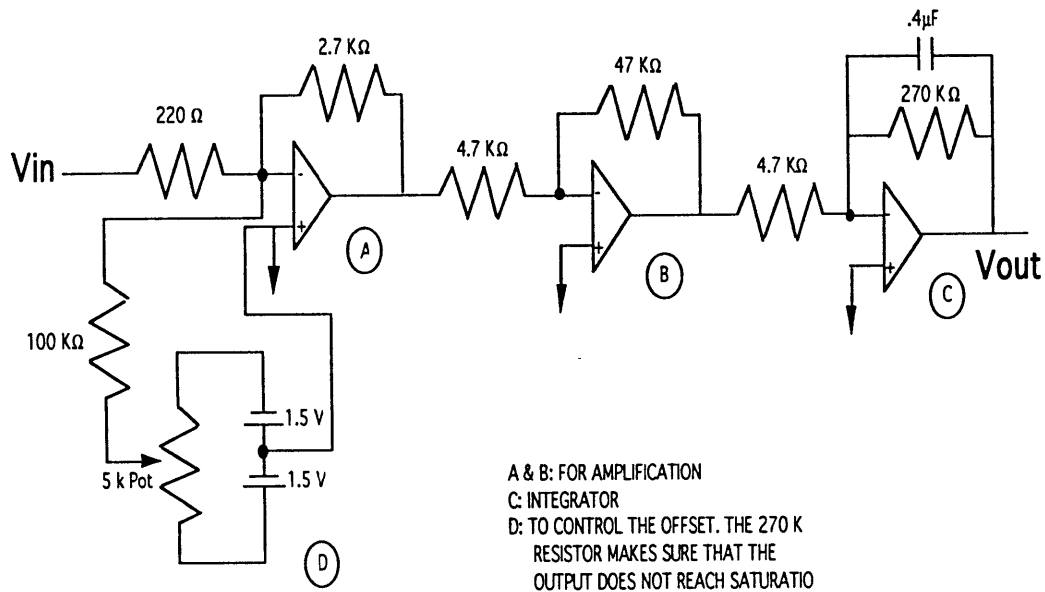 .4µF
2.7 KΩ
47 KΩ
270 KΩ
220 Ω
4.7 KΩ
4.7 KΩ
Vin
-
-
-
+
+
+
A
B
C
Vout
100 KΩ
1.5 V
5 k Pot
1.5 V
D
A & B: FOR AMPLIFICATION
C: INTEGRATOR
D: TO CONTROL THE OFFSET. THE 270 K
RESISTOR MAKES SURE THAT THE
OUTPUT DOES NOT REACH SATURATIO